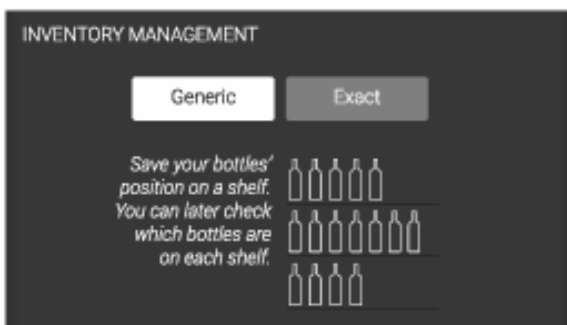 INVENTORY MANAGEMENT
Generic Exact
Save your bottles'
position on a shelf.
You can later check
which bottles are
on each shelf.